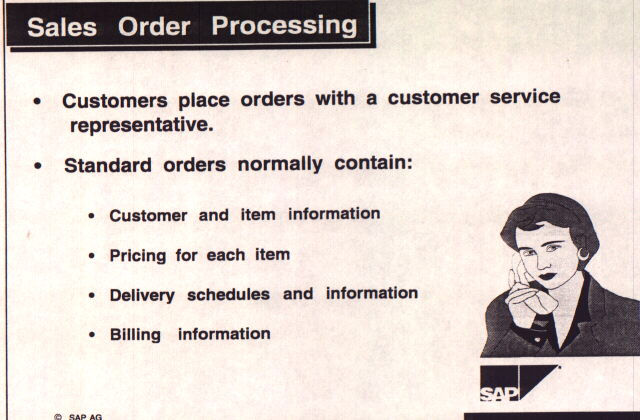 Sales Order Processing
• Customers place orders with a customer service
representative.
• Standard orders normally contain:
• Customer and item information
• Pricing for each item
• Delivery schedules and information
• Billing information
SAP
© SAP AG